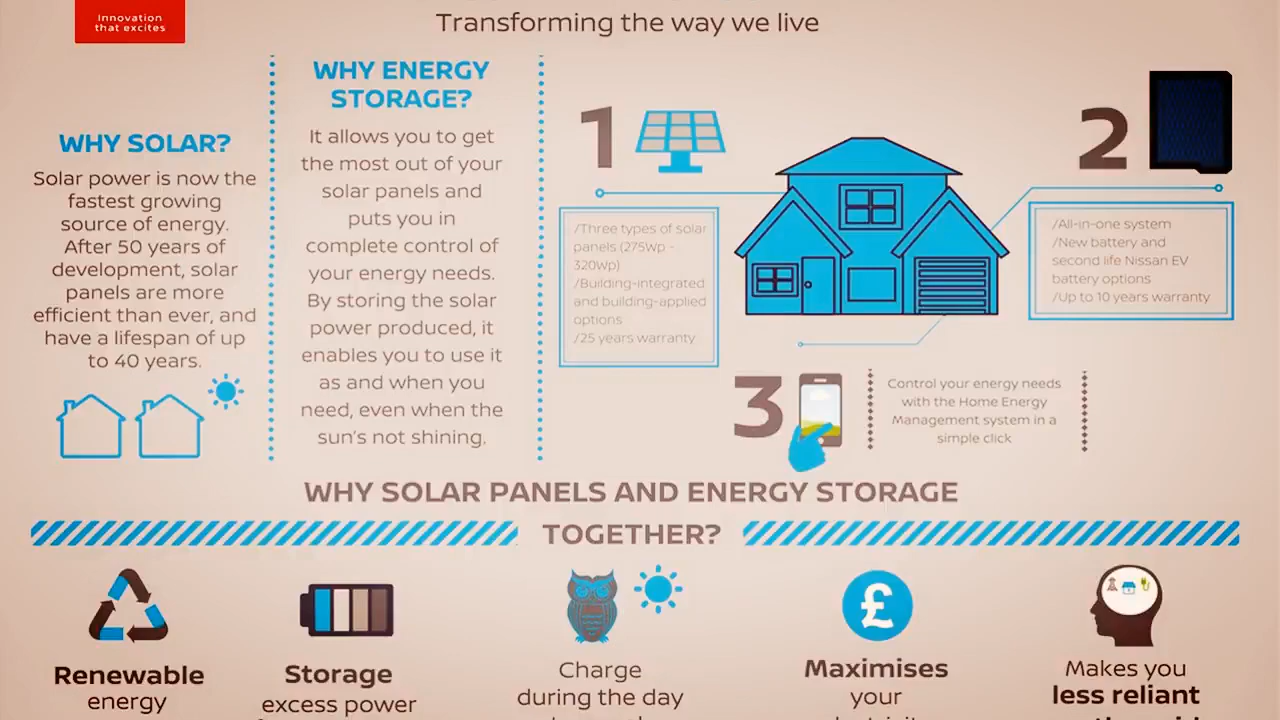 Innovation
that excites
Transforming the way we live
WHY SOLAR?
Solar power is now the
fastest growing
source of energy.
After 50 years of
development, solar
panels are more
efficient than ever, and
have a lifespan of up
to 40 years.
WHY ENERGY
STORAGE?
It allows you to get
the most out of your
solar panels and
puts you in
complete control of
your energy needs.
By storing the solar
power produced, it
enables you to use it
as and when you
need, even when the
sun's not shining.
1
/Three types of solar
panels (275Wp -
320Wp)
/Building-integrated
and building-applied
options
/25 years warranty
2
/All-in-one system
/New battery and
second life Nissan EV
battery options
/Up to 10 years warranty
3
Control your energy needs
with the Home Energy
Management system in a
simple click
WHY SOLAR PANELS AND ENERGY STORAGE
TOGETHER?
£
Renewable
energy
Storage
excess power
Charge
during the day
Maximises
your
Makes you
less reliant